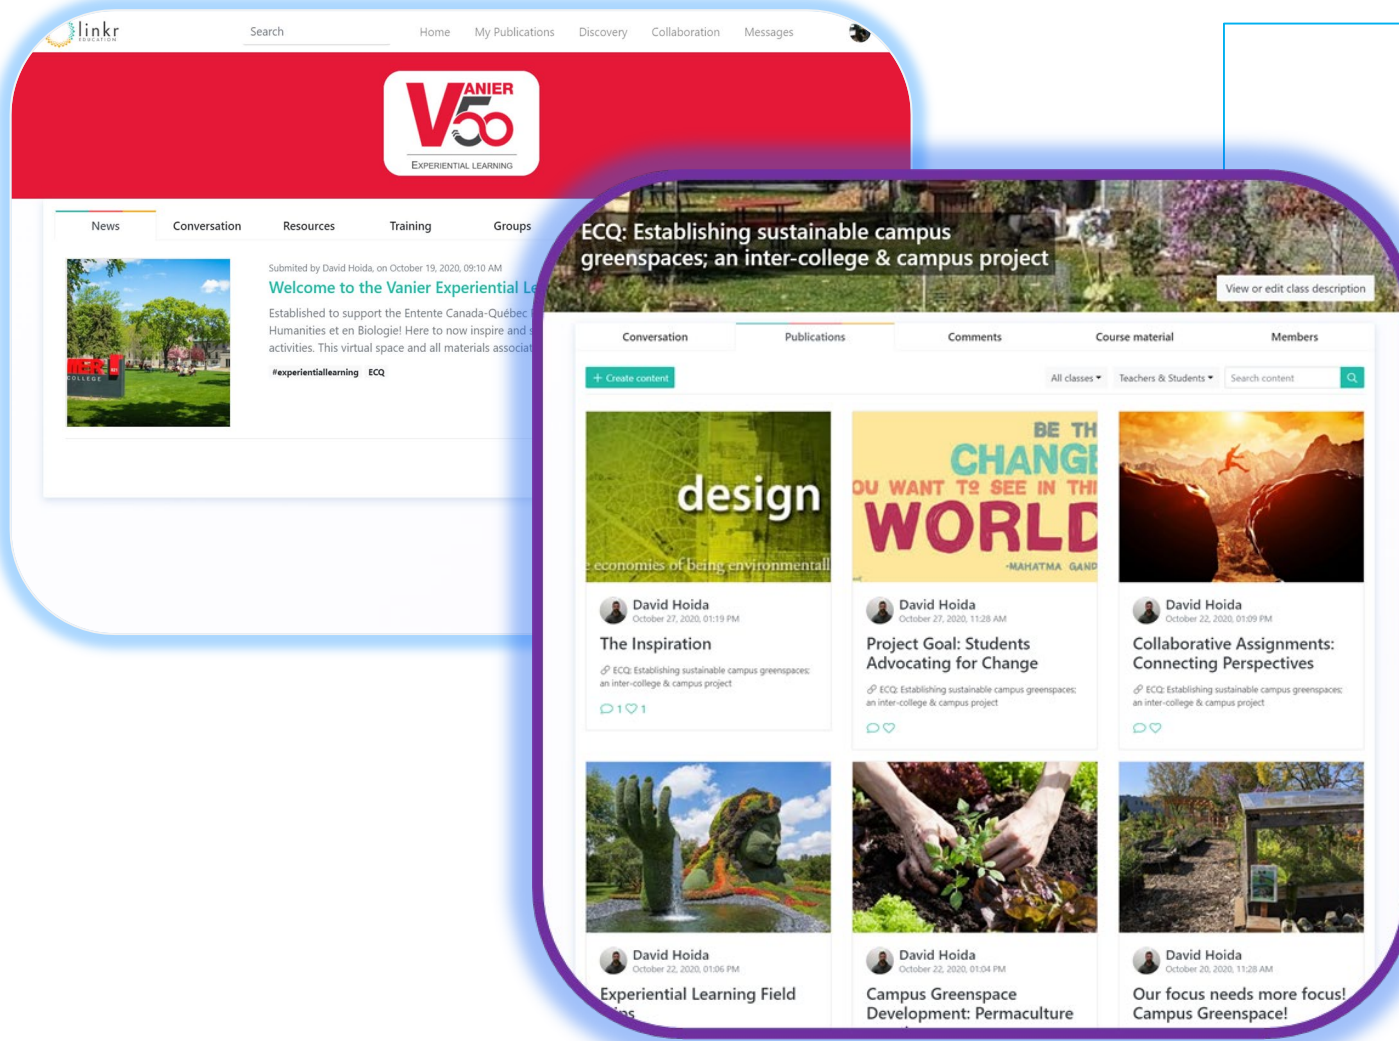 linkr
EDUCATION
Search
Home
My Publications
Discovery
Collaboration
Messages
VANIER
50
EXPERIENTIAL LEARNING
News
Conversation
Resources
Training
Groups
Submited by David Hoida, on October 19, 2020, 09:10 AM
Welcome to the Vanier Experiential Le
Established to support the Entente Canada-Québec
Humanities et en Biologie! Here to now inspire and s
activities. This virtual space and all materials associat
#experientiallearning ECQ
COLLEGE
ECQ: Establishing sustainable campus
greenspaces; an inter-college & campus project
View or edit class description
Conversation
Publications
Comments
Course material
Members
+ Create content
All classes
Teachers & Students
Search content
design
economies of being environmentall
BE TH
CHANGE
OU WANT TO SEE IN THI
WORLD
-MAHATMA GAND
David Hoida
October 27, 2020, 01:19 PM
The Inspiration
ECQ: Establishing sustainable campus greenspaces;
an inter-college & campus project
1 1
David Hoida
October 27, 2020, 11:28 AM
Project Goal: Students
Advocating for Change
ECQ: Establishing sustainable campus greenspaces;
an inter-college & campus project
David Hoida
October 22, 2020, 01:09 PM
Collaborative Assignments:
Connecting Perspectives
ECQ: Establishing sustainable campus greenspaces;
an inter-college & campus project
David Hoida
October 22, 2020, 01:06 PM
Experiential Learning Field
David Hoida
October 22, 2020, 01:04 PM
Campus Greenspace
Development: Permaculture
David Hoida
October 20, 2020, 11:28 AM
Our focus needs more focus!
Campus Greenspace!